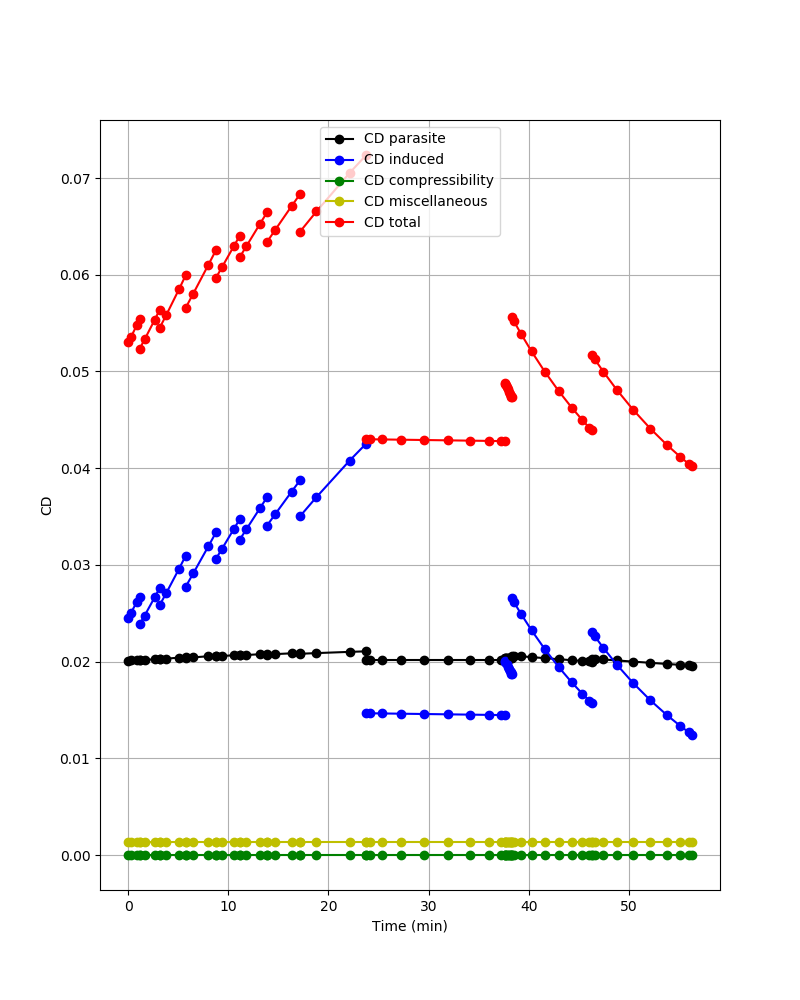 CD parasite
CD induced
CD compressibility
CD miscellaneous
CD total
0.07
0.06
0.05
0.04
0.03
0.02
0.01
0.00
CD
0 10 20 30 40 50
Time (min)